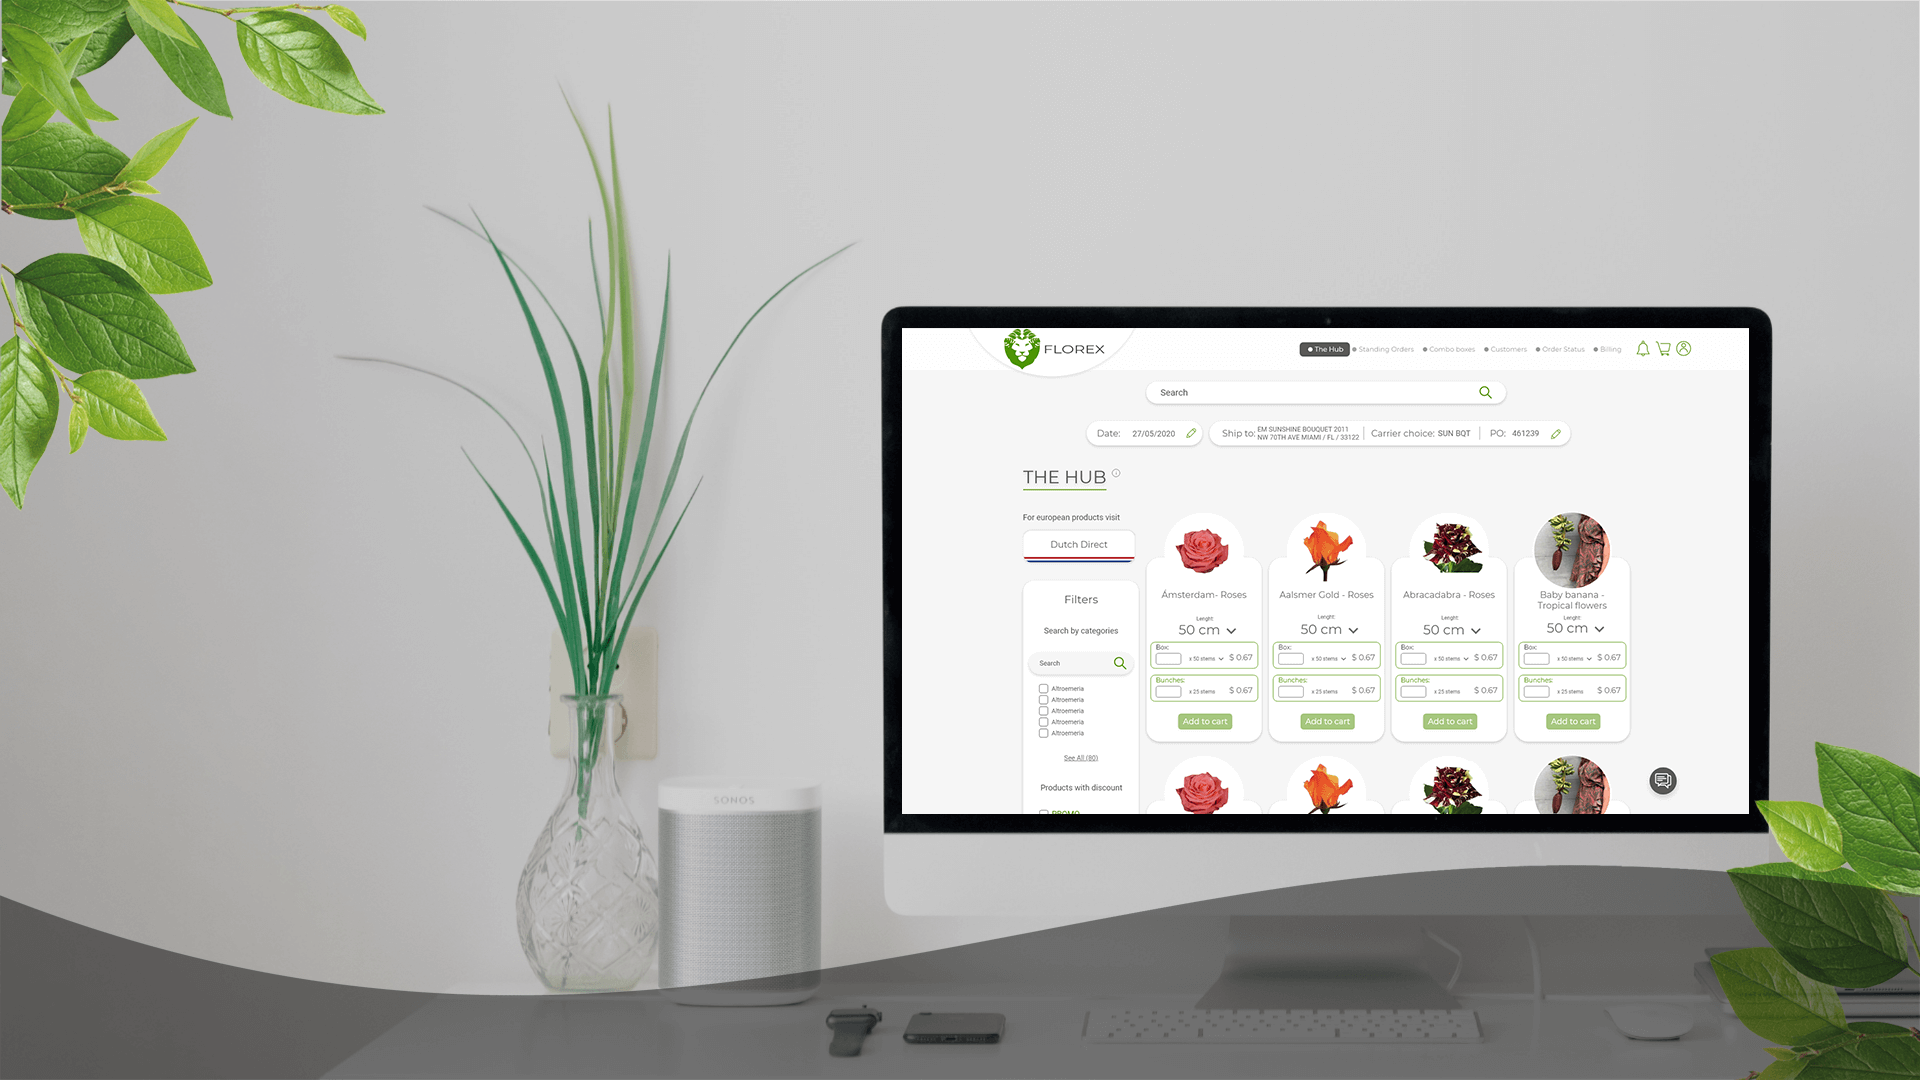 FLOREX
The Hub
Standing Orders
Combo boxes
Customers
Order Status
Billing
Search
Date: 27/05/2020
Ship to: EM SUNSHINE BOUQUET 2011
NW 70TH AVE MIAMI / FL / 33122
Carrier choice: SUN BQT
PO: 461239
THE HUB
For european products visit
Dutch Direct
Filters
Search by categories
Search
Altroemeria
Altroemeria
Altroemeria
Altroemeria
Altroemeria
See All (80)
Products with discount
PROMO
Ámsterdam- Roses
Lenght:
50 cm
Box:
x 50 stems $ 0.67
Bunches:
x 25 stems $ 0.67
Add to cart
Aalsmer Gold - Roses
Lenght:
50 cm
Box:
x 50 stems $ 0.67
Bunches:
x 25 stems $ 0.67
Add to cart
Abracadabra - Roses
Lenght:
50 cm
Box:
x 50 stems $ 0.67
Bunches:
x 25 stems $ 0.67
Add to cart
Baby banana -
Tropical flowers
Lenght:
50 cm
Box:
x 50 stems $ 0.67
Bunches:
x 25 stems $ 0.67
Add to cart
SONOS